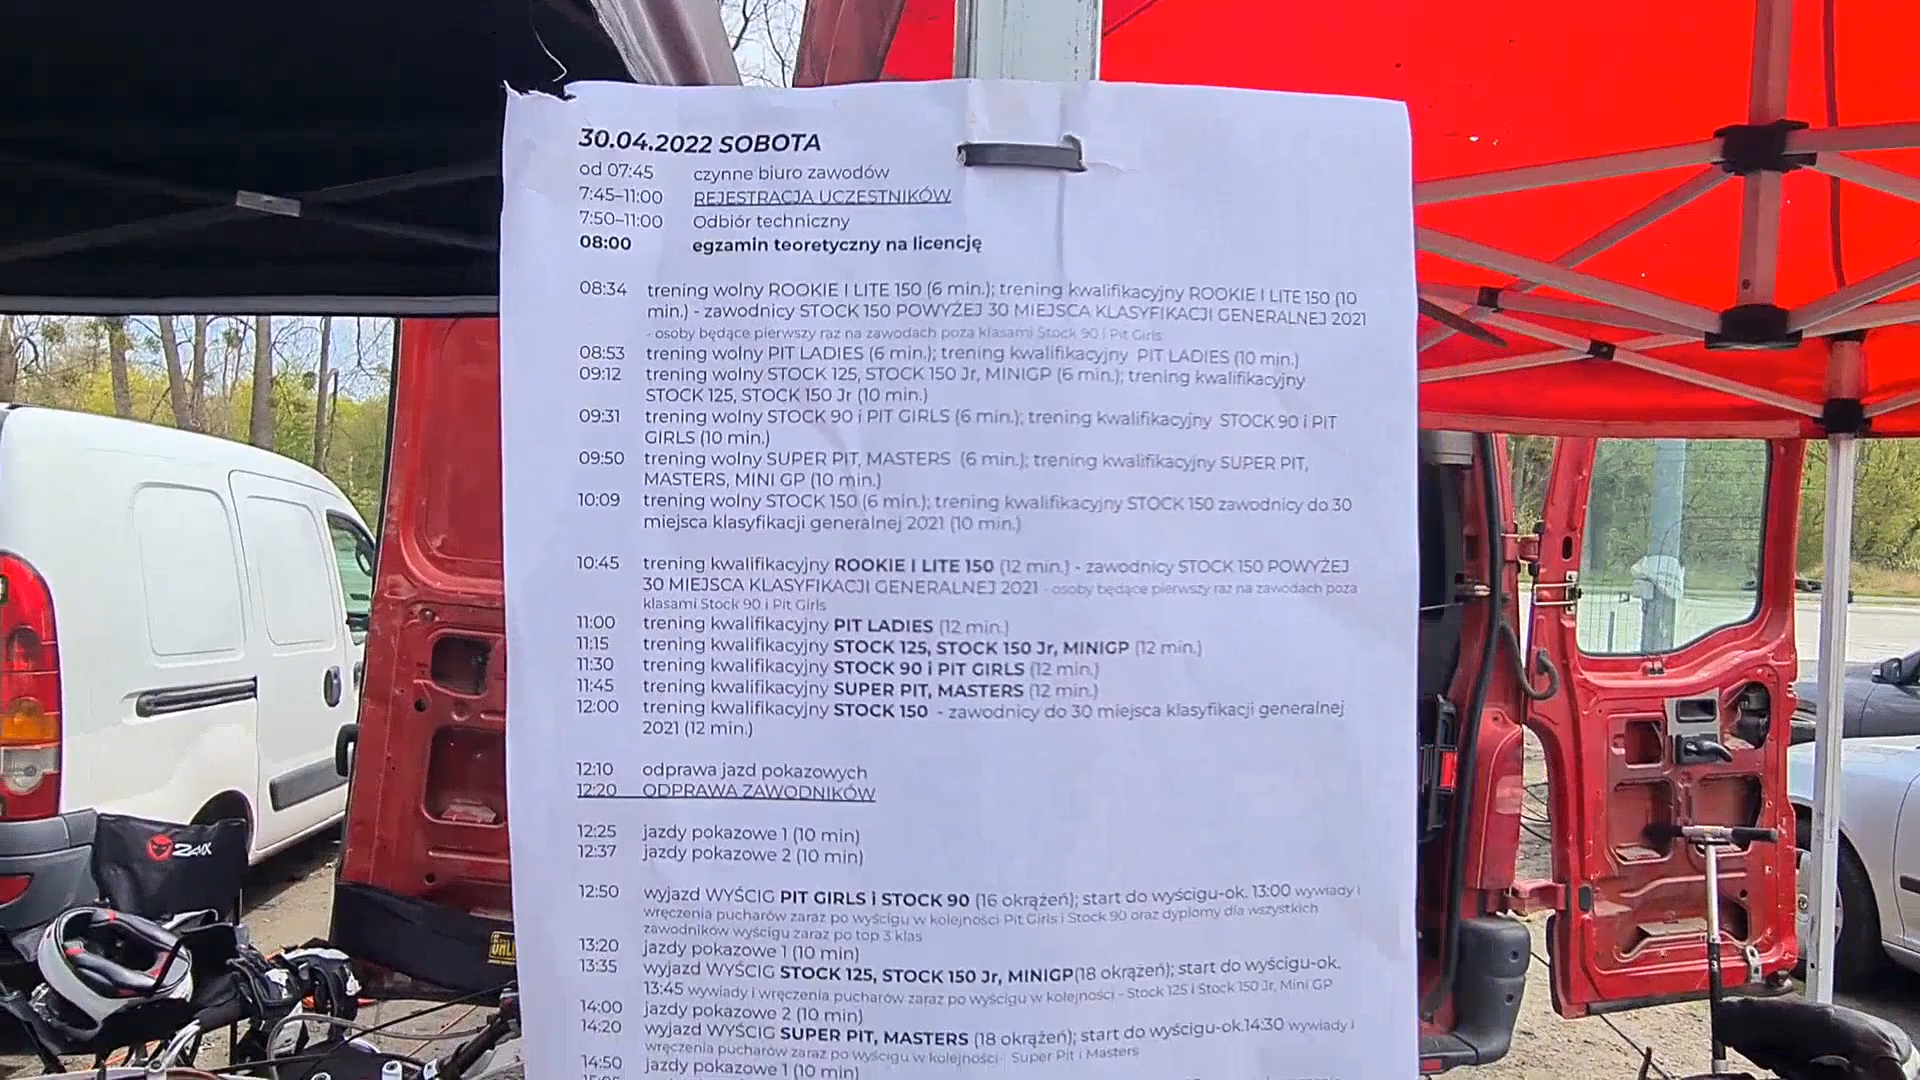 30.04.2022 SOBOTA
od 07:45 czynne biuro zawodów
7:45–11:00 REJESTRACJA UCZESTNIKÓW
7:50–11:00 Odbiór techniczny
08:00 egzamin teoretyczny na licencję
08:34 trening wolny ROOKIE I LITE 150 (6 min.); trening kwalifikacyjny ROOKIE I LITE 150 (10
min.) - zawodnicy STOCK 150 POWYŻEJ 30 MIEJSCA KLASYFIKACJI GENERALNEJ 2021
- osoby będące pierwszy raz na zawodach poza klasami Stock 90 i Pit Girls
08:53 trening wolny PIT LADIES (6 min.); trening kwalifikacyjny PIT LADIES (10 min.)
09:12 trening wolny STOCK 125, STOCK 150 Jr, MINIGP (6 min.); trening kwalifikacyjny
STOCK 125, STOCK 150 Jr (10 min.)
09:31 trening wolny STOCK 90 i PIT GIRLS (6 min.); trening kwalifikacyjny STOCK 90 i PIT
GIRLS (10 min.)
09:50 trening wolny SUPER PIT, MASTERS (6 min.); trening kwalifikacyjny SUPER PIT,
MASTERS, MINI GP (10 min.)
10:09 trening wolny STOCK 150 (6 min.); trening kwalifikacyjny STOCK 150 zawodnicy do 30
miejsca klasyfikacji generalnej 2021 (10 min.)
10:45 trening kwalifikacyjny ROOKIE I LITE 150 (12 min.) - zawodnicy STOCK 150 POWYŻEJ
30 MIEJSCA KLASYFIKACJI GENERALNEJ 2021 - osoby będące pierwszy raz na zawodach poza
klasami Stock 90 i Pit Girls
11:00 trening kwalifikacyjny PIT LADIES (12 min.)
11:15 trening kwalifikacyjny STOCK 125, STOCK 150 Jr, MINIGP (12 min.)
11:30 trening kwalifikacyjny STOCK 90 i PIT GIRLS (12 min.)
11:45 trening kwalifikacyjny SUPER PIT, MASTERS (12 min.)
12:00 trening kwalifikacyjny STOCK 150 - zawodnicy do 30 miejsca klasyfikacji generalnej
2021 (12 min.)
12:10 odprawa jazd pokazowych
12:20 ODPRAWA ZAWODNIKÓW
12:25 jazdy pokazowe 1 (10 min)
12:37 jazdy pokazowe 2 (10 min)
12:50 wyjazd WYŚCIG PIT GIRLS i STOCK 90 (16 okrążeń); start do wyścigu-ok. 13:00 wywiady i
wręczenia pucharów zaraz po wyścigu w kolejności Pit Girls i Stock 90 oraz dyplomy dla wszystkich
zawodników wyścigu zaraz po top 3 klas
13:20 jazdy pokazowe 1 (10 min)
13:35 wyjazd WYŚCIG STOCK 125, STOCK 150 Jr, MINIGP(18 okrążeń); start do wyścigu-ok.
13:45 wywiady i wręczenia pucharów zaraz po wyścigu w kolejności - Stock 125 i Stock 150 Jr, Mini GP
14:00 jazdy pokazowe 2 (10 min)
14:20 wyjazd WYŚCIG SUPER PIT, MASTERS (18 okrążeń); start do wyścigu-ok.14:30 wywiady i
wręczenia pucharów zaraz po wyścigu w kolejności- Super Pit i Masters
14:50 jazdy pokazowe 1 (10 min)